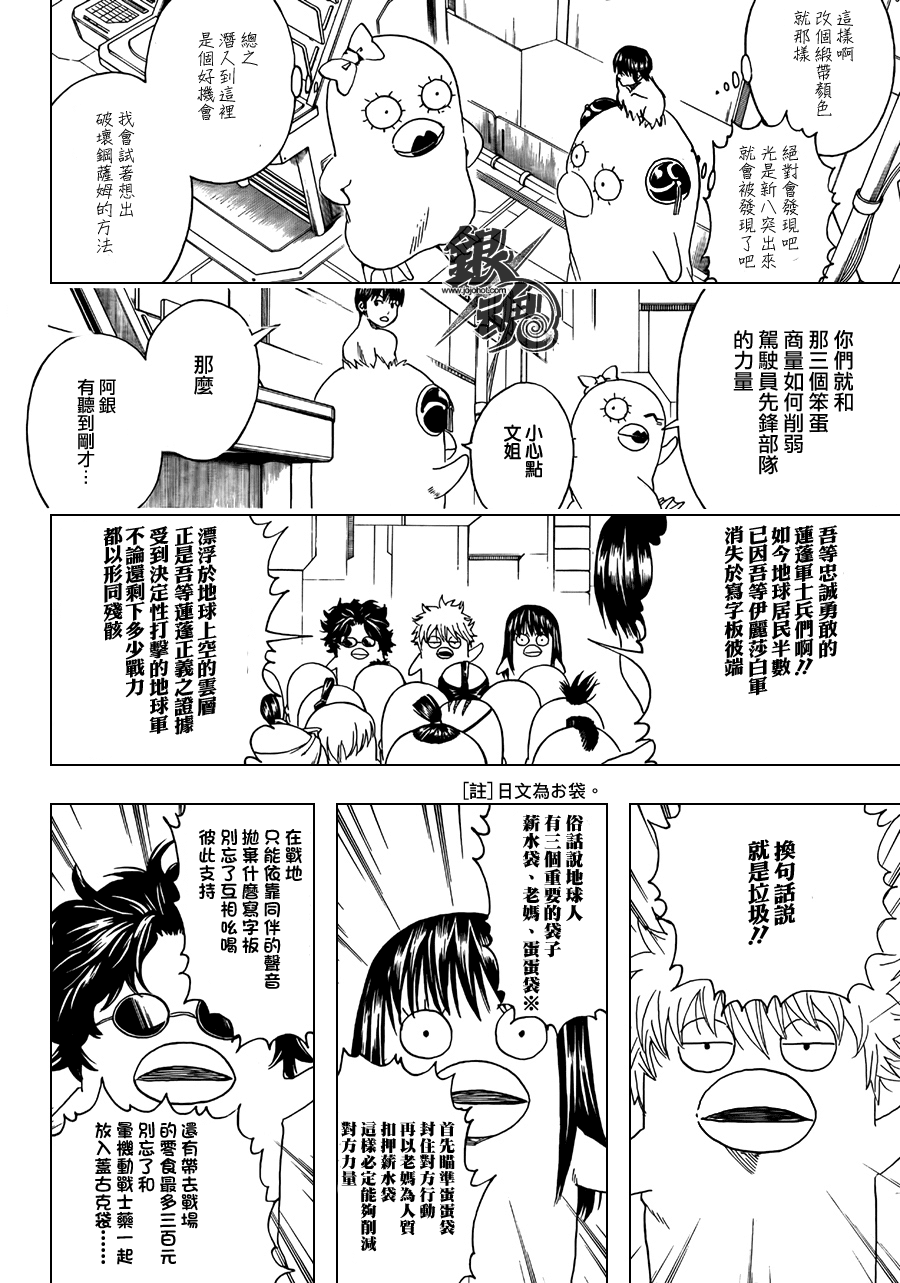 這樣啊
改個緞帶顏色
就那樣
絕對會發現吧
光是新八突出來
就會被發現了吧
總之
潛入到這裡
是個好機會
我會試著想出
破壞鋼薩姆的方法
銀魂
www.jojohot.com
你們就和
那三個笨蛋
商量如何削弱
駕駛員先鋒部隊
的力量
小心點
文姐
那麼
阿銀
有聽到剛才…
吾等忠誠勇敢的
蓮蓬軍士兵們啊!!
如今地球居民半數
已因吾等伊麗莎白軍
消失於寫字板彼端
漂浮於地球上空的雲層
正是吾等蓮蓬正義之證據
受到決定性打擊的地球軍
不論還剩下多少戰力
都以形同殘骸
[註]日文為お袋。
換句話說
就是垃圾!!
俗話說地球人
有三個重要的袋子
薪水袋、老媽、蛋蛋袋※
首先瞄準蛋蛋袋
封住對方行動
再以老媽為人質
扣押薪水袋
這樣必定能夠削減
對方力量
在戰地
只能依靠同伴的聲音
拋棄什麼寫字板
別忘了互相吆喝
彼此支持
還有帶去戰場
的零食最多三百元
別忘了和
暈機動戰士藥一起
放入蓋古克袋……